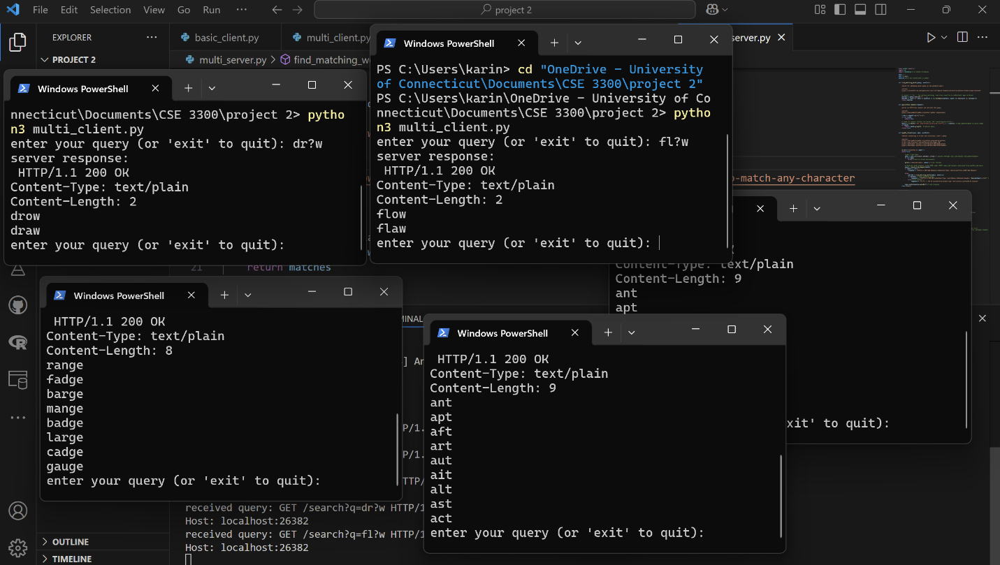 File Edit Selection View Go Run ··· project 2
EXPLORER ···
PROJECT 2
basic_client.py
multi_client.py
server.py
multi_server.py > find_matching_w
Windows PowerShell
nnecticut\Documents\CSE 3300\project 2> pytho
n3 multi_client.py
enter your query (or 'exit' to quit): dr?w
server response:
HTTP/1.1 200 OK
Content-Type: text/plain
Content-Length: 2
drow
draw
enter your query (or 'exit' to quit):
Windows PowerShell
PS C:\Users\karin> cd "OneDrive - University
of Connecticut\Documents\CSE 3300\project 2"
PS C:\Users\karin\OneDrive - University of Co
nnecticut\Documents\CSE 3300\project 2> pytho
n3 multi_client.py
enter your query (or 'exit' to quit): fl?w
server response:
HTTP/1.1 200 OK
Content-Type: text/plain
Content-Length: 2
flow
flaw
enter your query (or 'exit' to quit):
o-match-any-character
21 return matches
Content-Type: text/plain
Content-Length: 9
ant
apt
xit' to quit):
Windows PowerShell
HTTP/1.1 200 OK
Content-Type: text/plain
Content-Length: 8
range
fadge
barge
mange
badge
large
cadge
gauge
enter your query (or 'exit' to quit):
Windows PowerShell
HTTP/1.1 200 OK
Content-Type: text/plain
Content-Length: 9
ant
apt
aft
art
aut
ait
alt
ast
act
enter your query (or 'exit' to quit):
MINAL
] An
P/1.
P/1.
TTP/
received query: GET /search?q=dr?w HTTP/1
Host: localhost:26382
received query: GET /search?q=fl?w HTTP/1
Host: localhost:26382
OUTLINE
TIMELINE